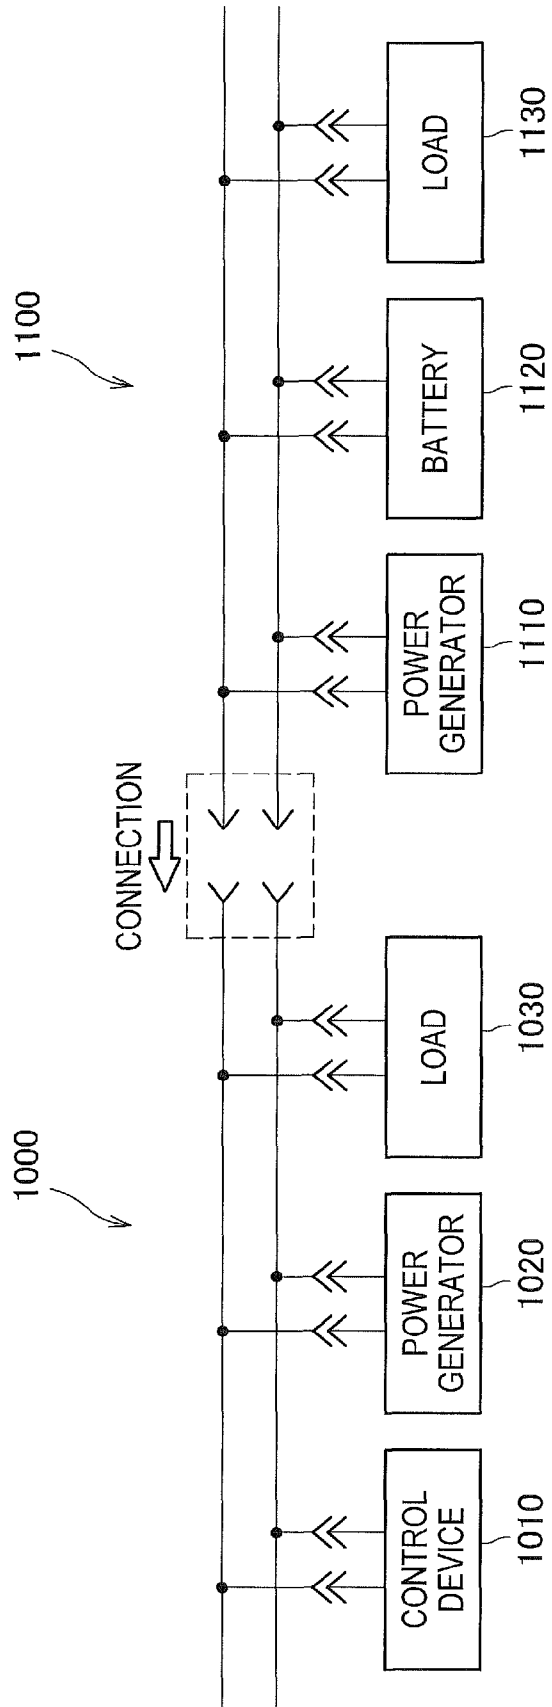 1000
1100
CONNECTION
CONTROL
DEVICE
POWER
GENERATOR
LOAD
POWER
GENERATOR
BATTERY
LOAD
1010
1020
1030
1110
1120
1130